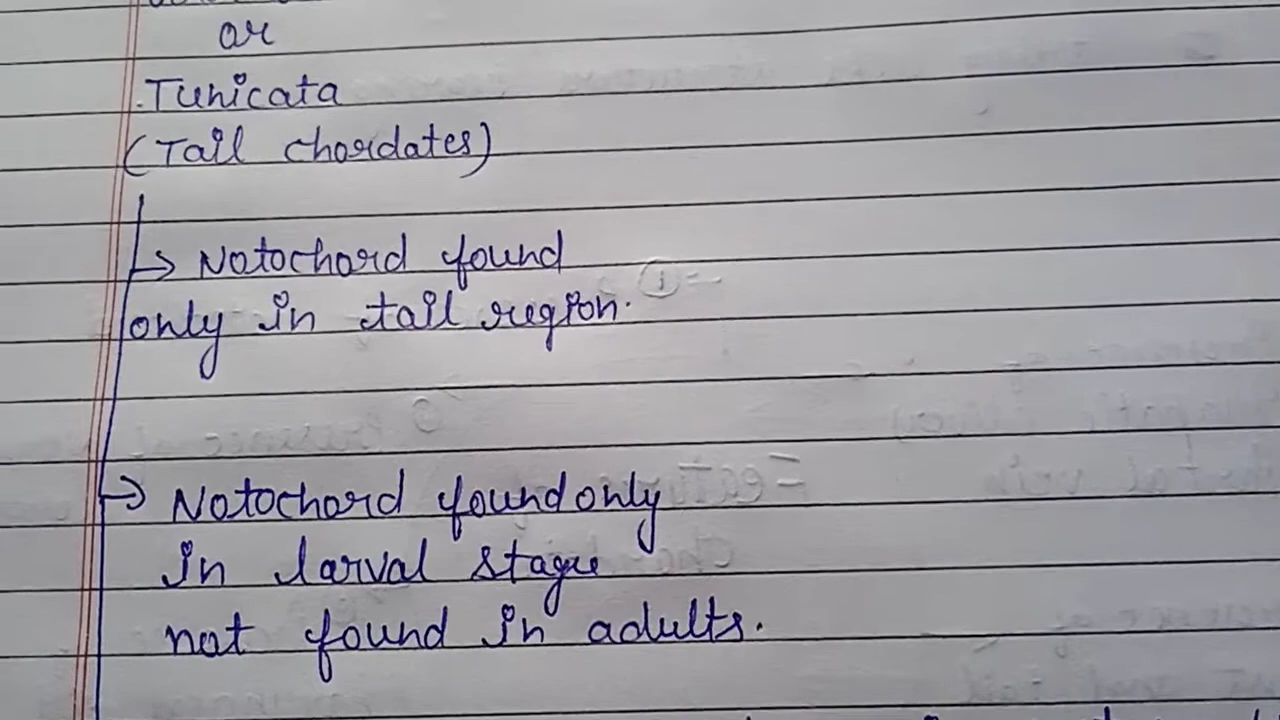 or
Tunicata
(Tail chordates)
→ Notochord found
only in tail region.
→ Notochord found only
in larval stage
not found in adults.